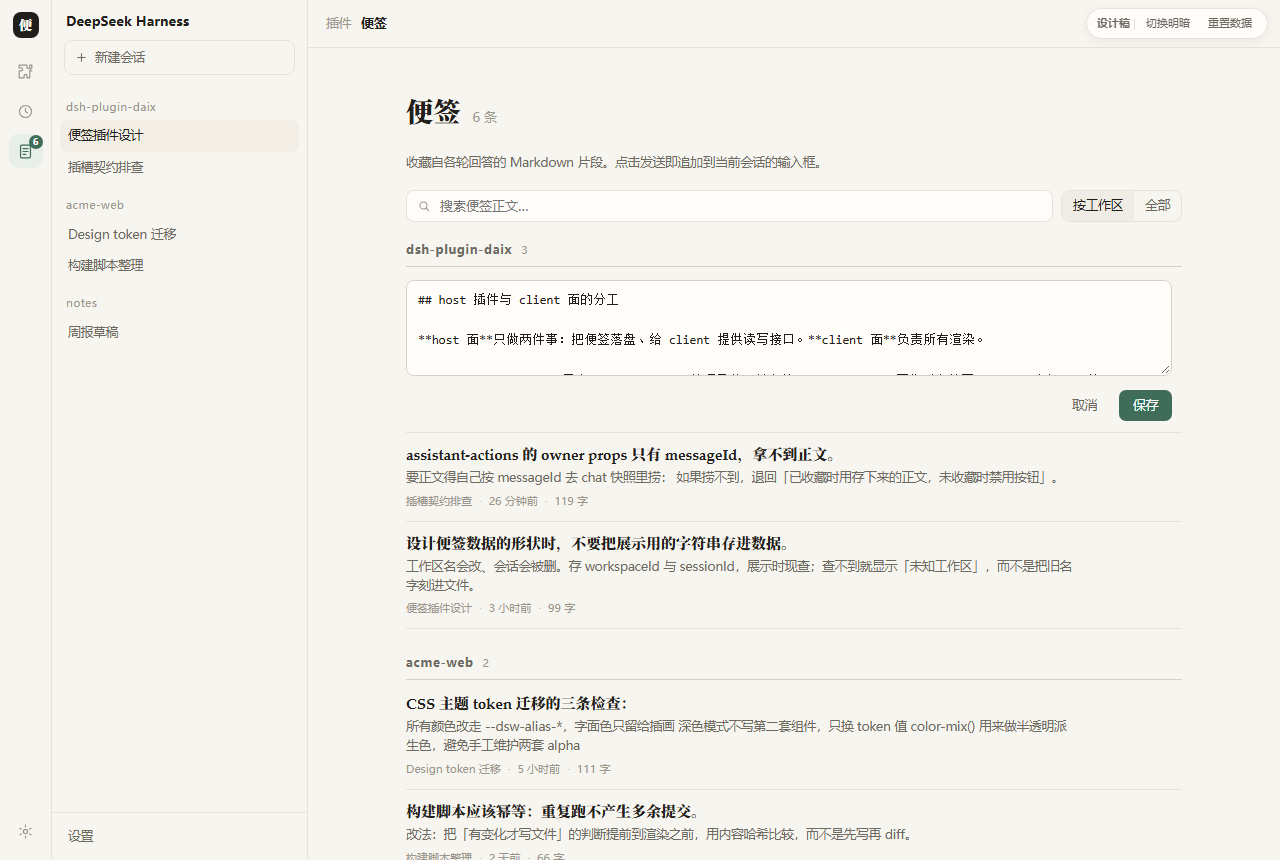 便
DeepSeek Harness
+ 新建会话
6
dsh-plugin-daix
便签插件设计
插槽契约排查
acme-web
Design token 迁移
构建脚本整理
notes
周报草稿
设置
插件 便签
设计稿 切换明暗 重置数据
便签 6 条
收藏自各轮回答的 Markdown 片段。点击发送即追加到当前会话的输入框。
搜索便签正文...
按工作区 全部
dsh-plugin-daix 3
## host 插件与 client 面的分工
**host 面**只做两件事：把便签落盘、给 client 提供读写接口。**client 面**负责所有渲染。
取消 保存
assistant-actions 的 owner props 只有 messageId，拿不到正文。
要正文得自己按 messageId 去 chat 快照里捞： 如果捞不到，退回「已收藏时用存下来的正文，未收藏时禁用按钮」。
插槽契约排查 · 26 分钟前 · 119 字
设计便签数据的形状时，不要把展示用的字符串存进数据。
工作区名会改、会话会被删。存 workspaceId 与 sessionId，展示时现查；查不到就显示「未知工作区」，而不是把旧名
字刻进文件。
便签插件设计 · 3 小时前 · 99 字
acme-web 2
CSS 主题 token 迁移的三条检查：
所有颜色改走 --dsw-alias-*，字面色只留给插画 深色模式不写第二套组件，只换 token 值 color-mix() 用来做半透明派
生色，避免手工维护两套 alpha
Design token 迁移 · 5 小时前 · 111 字
构建脚本应该幂等：重复跑不产生多余提交。
改法：把「有变化才写文件」的判断提前到渲染之前，用内容哈希比较，而不是先写再 diff。
构建脚本整理 · 2 天前 · 66 字